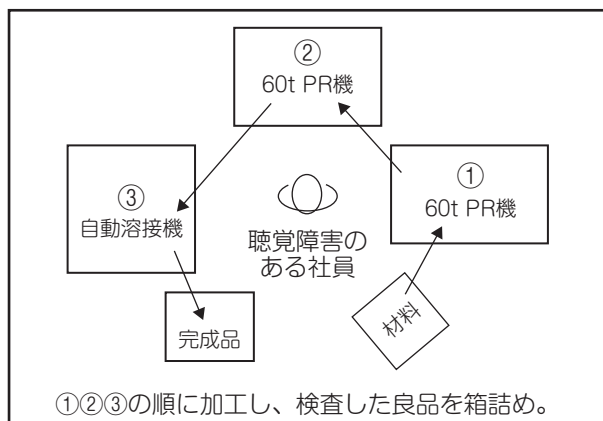 ②
60t PR機
①
60t PR機
③
自動溶接機
聴覚障害の
ある社員
材料
完成品
①②③の順に加工し、検査した良品を箱詰め。